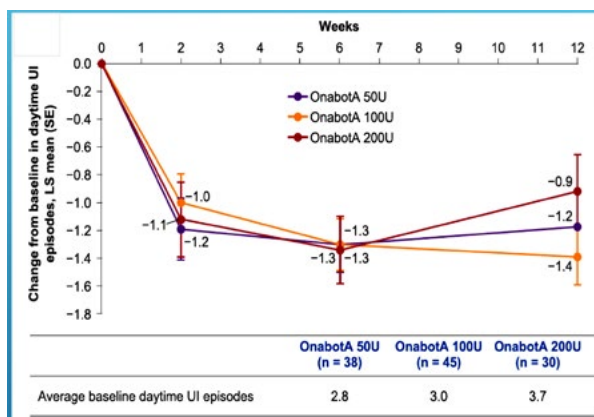 Weeks
0 1 2 3 4 5 6 7 8 9 10 11 12
Change from baseline in daytime UI
episodes, LS mean (SE)
0.0
−0.2
−0.4
−0.6
−0.8
−1.0
−1.2
−1.4
−1.6
−1.8
OnabotA 50U
OnabotA 100U
OnabotA 200U
−1.0
−1.1
−1.2
−1.3
−1.3 −1.3
−0.9
−1.2
−1.4
OnabotA 50U OnabotA 100U OnabotA 200U
(n = 38) (n = 45) (n = 30)
Average baseline daytime UI episodes 2.8 3.0 3.7